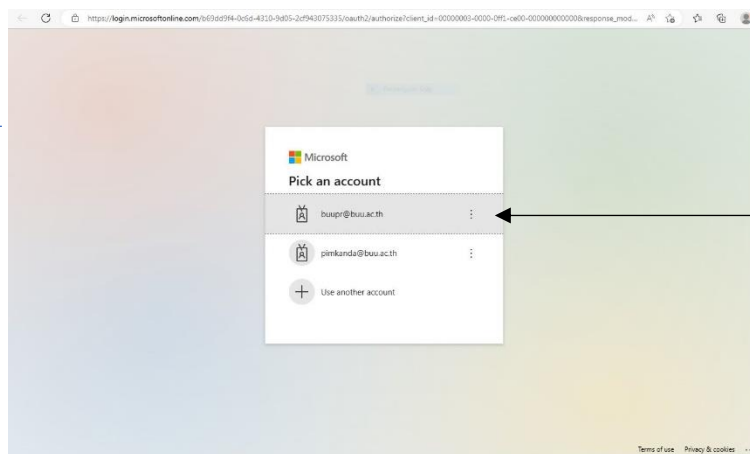 https://login.microsoftonline.com/b69dd9f4-0c6d-4310-9d05-2cf943075335/oauth2/authorize?client_id=00000003-0000-0ff1-ce00-000000000000&response_mod...
Microsoft
Pick an account
buupr@buu.ac.th
pimkanda@buu.ac.th
Use another account
Terms of use Privacy & cookies